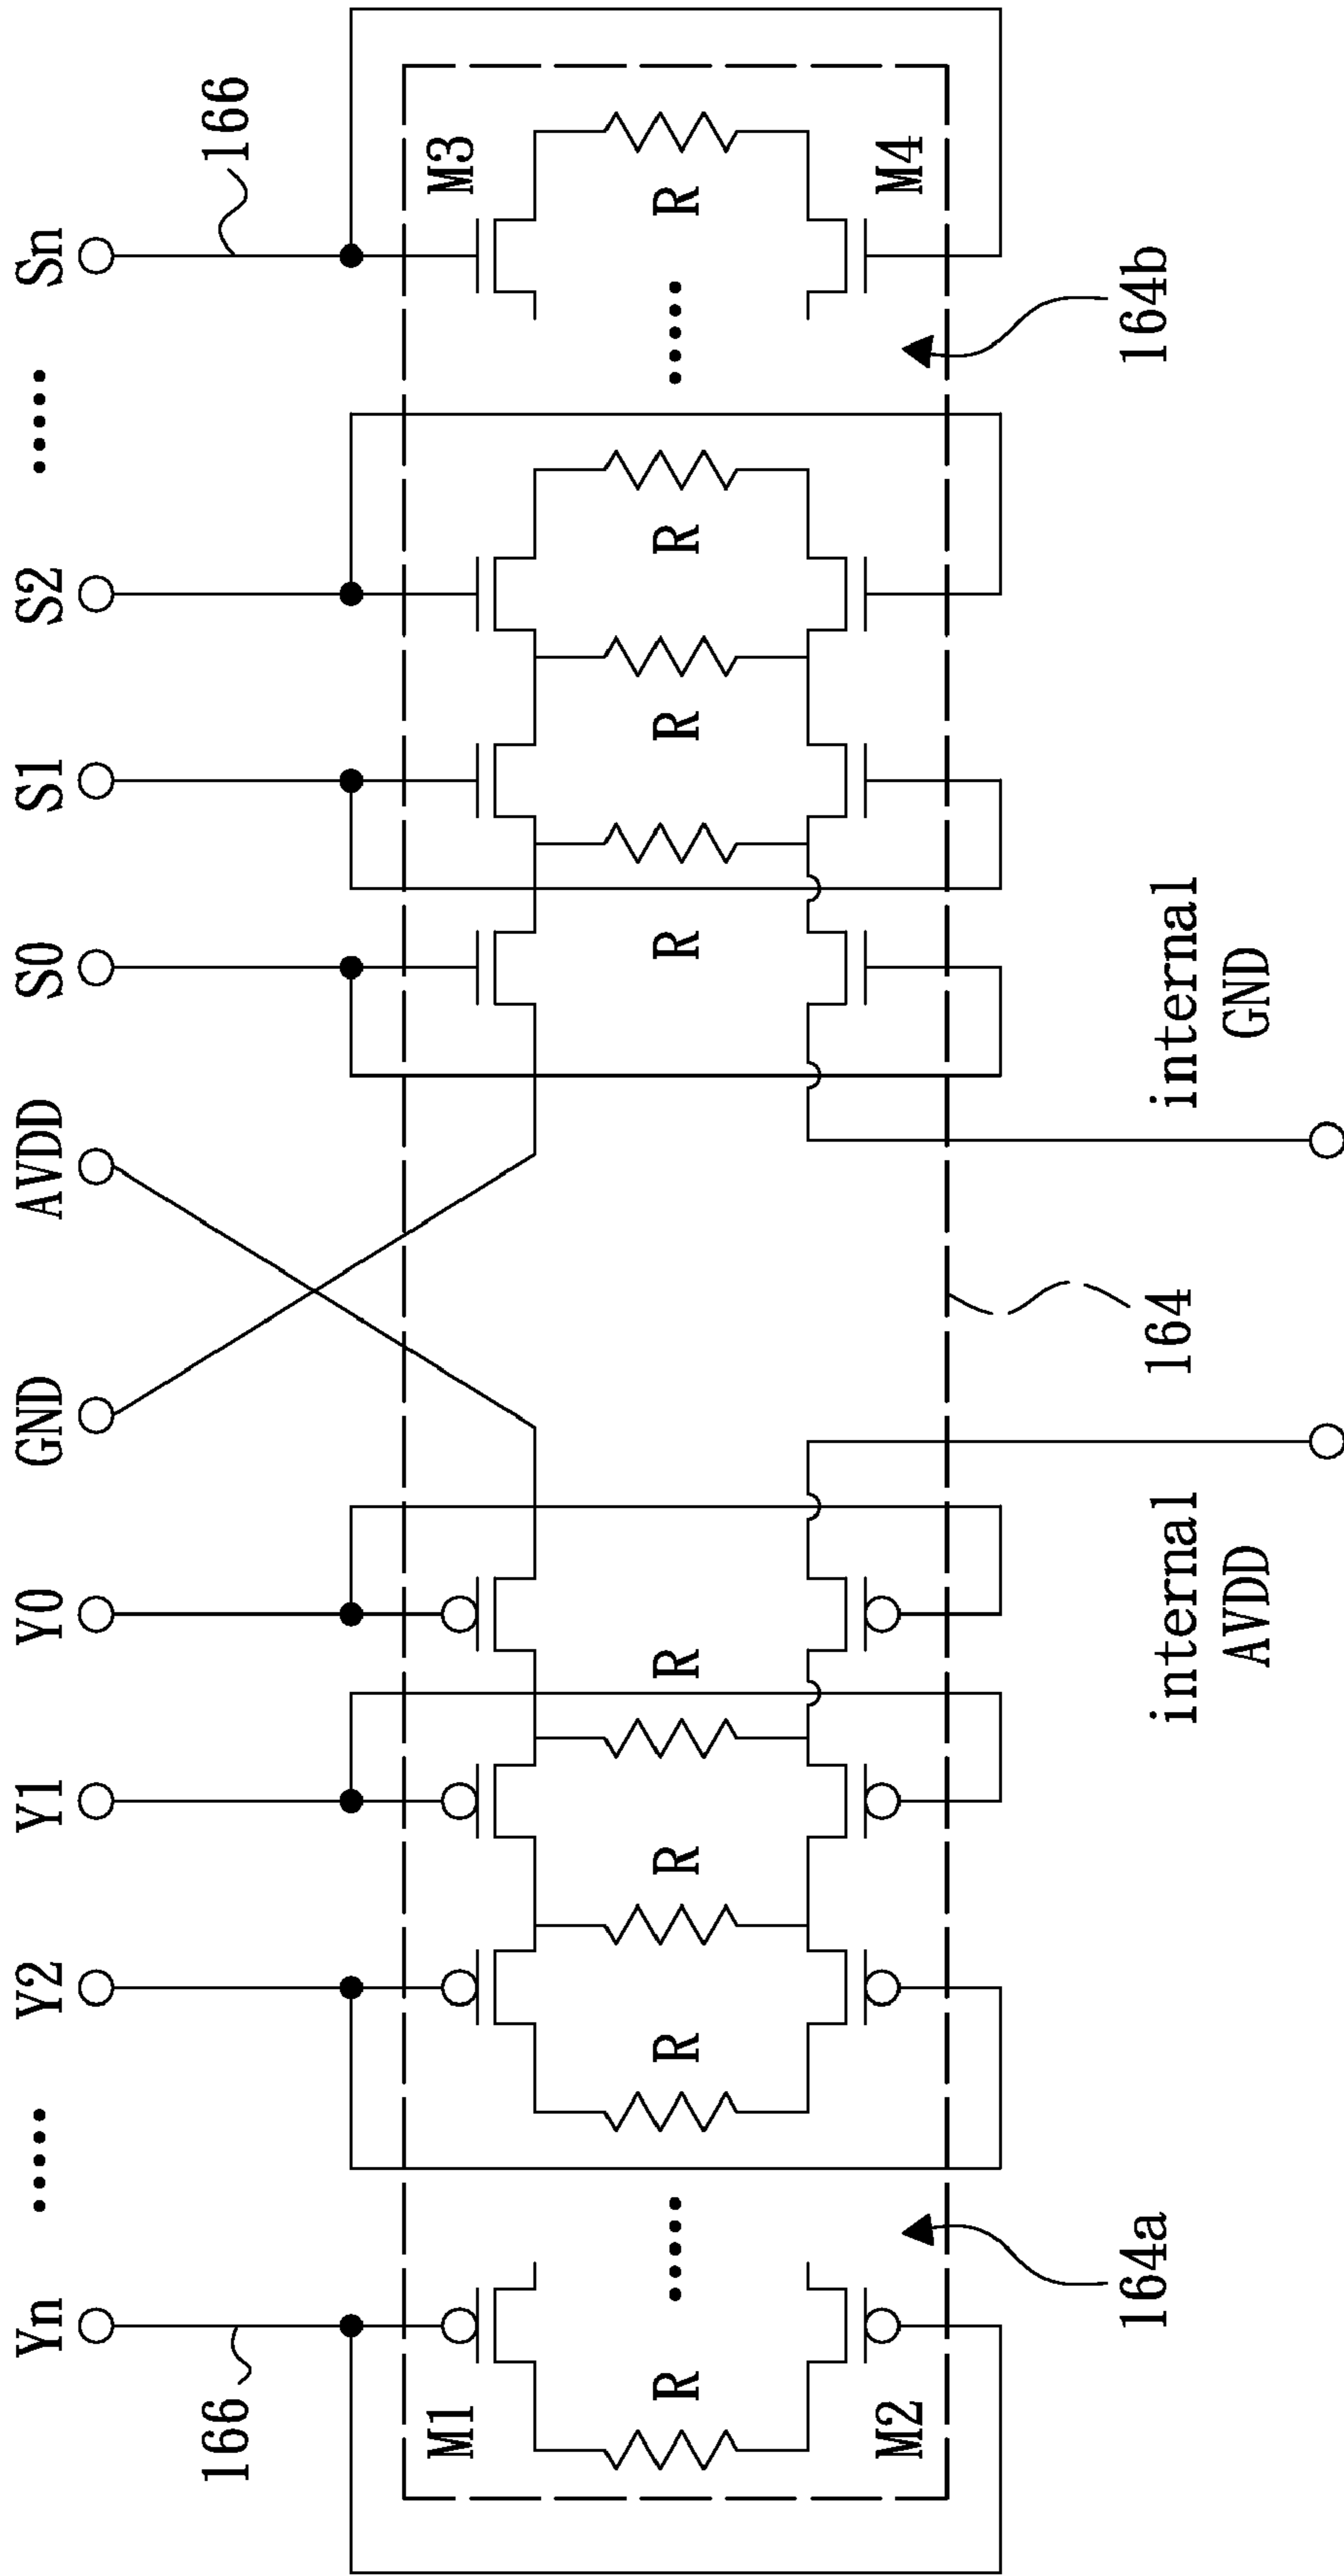 Yn ..... Y2 Y1 Y0 GND AVDD S0 S1 S2 ..... Sn
166 166
M1 M3
R ..... R R R R R R ..... R
M2 M4
164a 164b
internal 164 internal
AVDD GND